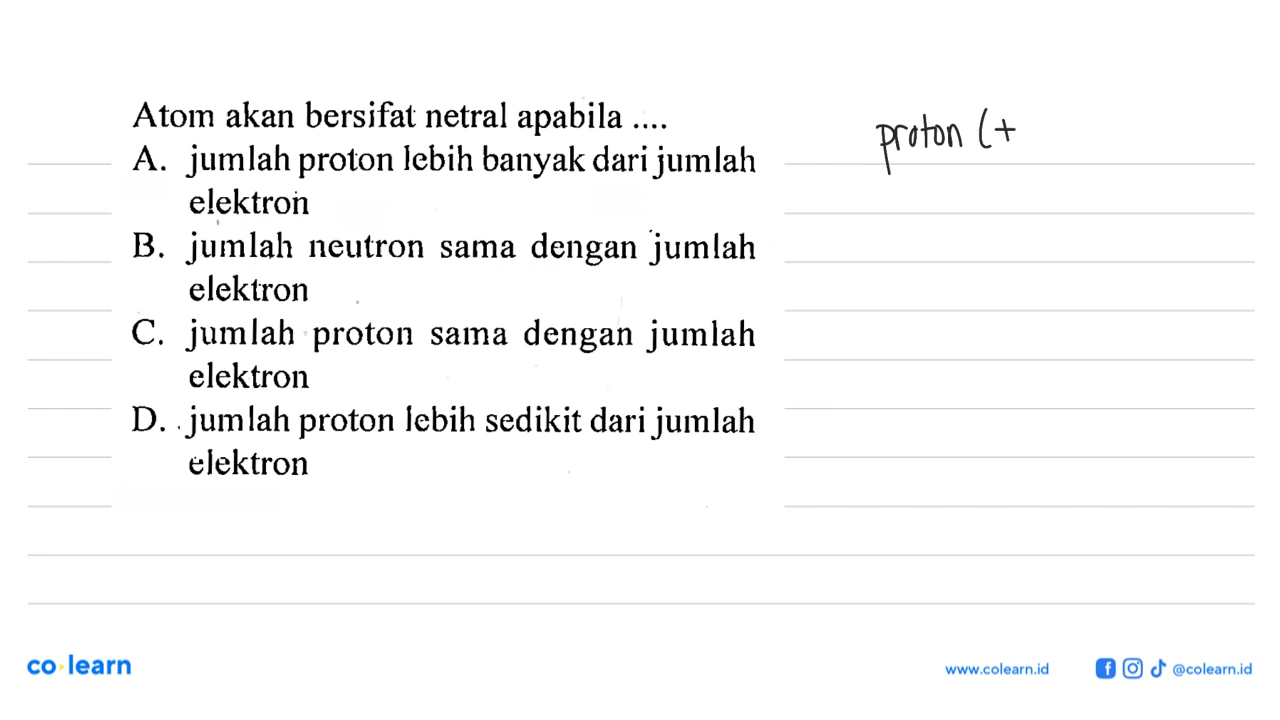 Atom akan bersifat netral apabila ....
proton (+
A. jumlah proton lebih banyak dari jumlah
elektron
B. jumlah neutron sama dengan jumlah
elektron
C. jumlah proton sama dengan jumlah
elektron
D. jumlah proton lebih sedikit dari jumlah
elektron
co learn
www.colearn.id
@colearn.id